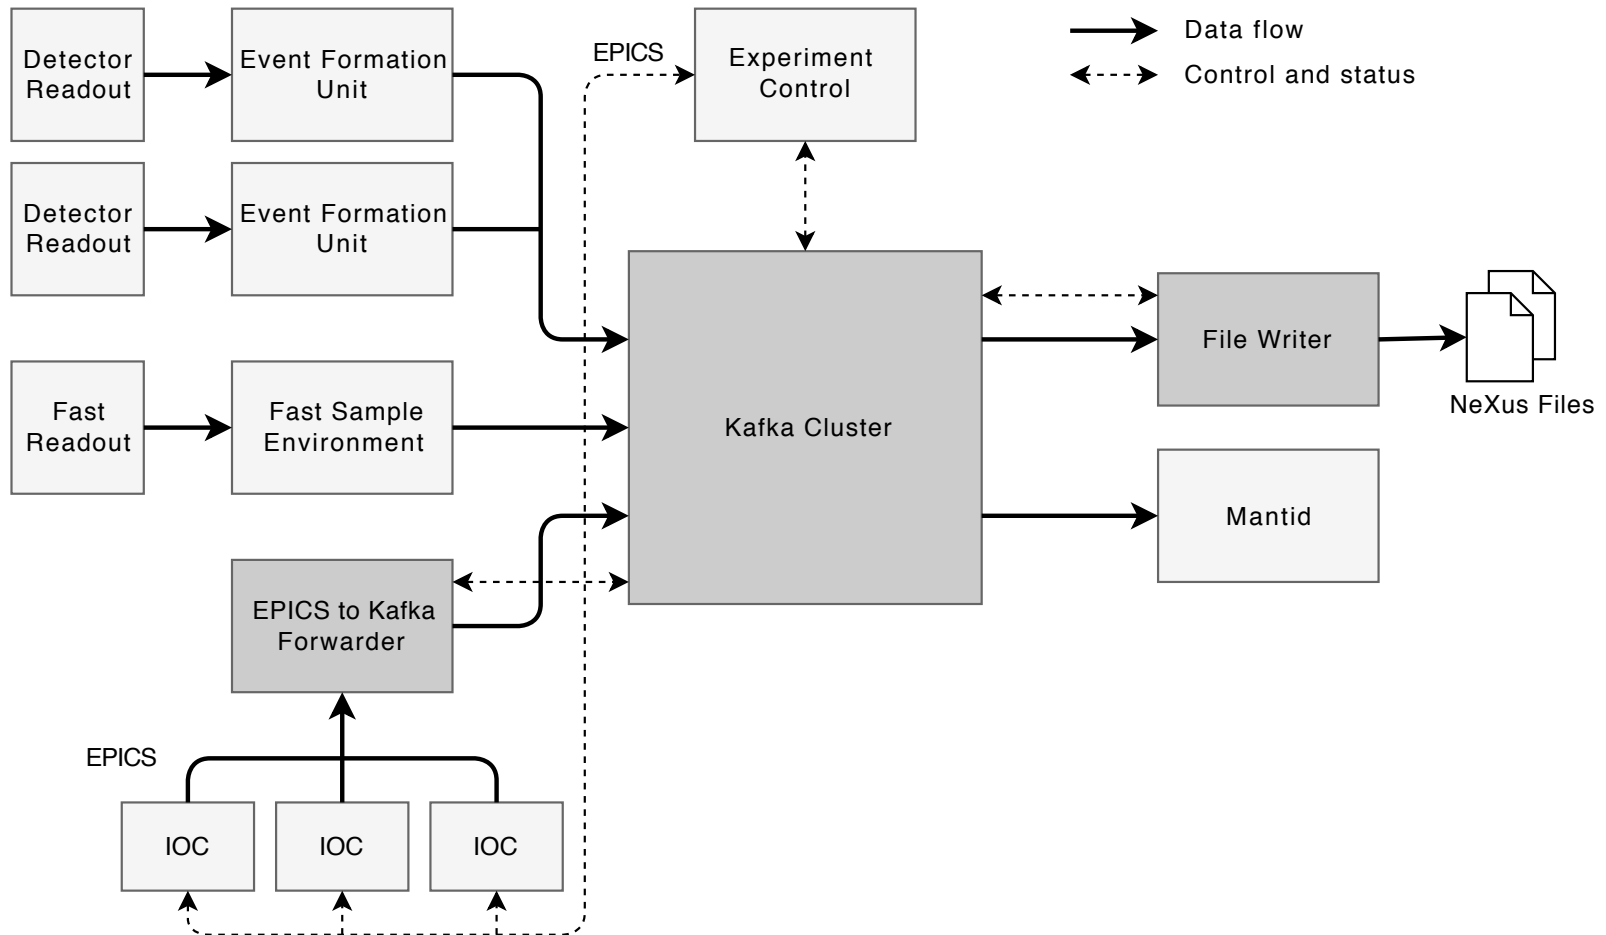 Detector
Readout
Event Formation
Unit
EPICS
Experiment
Control
Data flow
Control and status
Detector
Readout
Event Formation
Unit
Fast
Readout
Fast Sample
Environment
Kafka Cluster
File Writer
NeXus Files
Mantid
EPICS to Kafka
Forwarder
EPICS
IOC
IOC
IOC